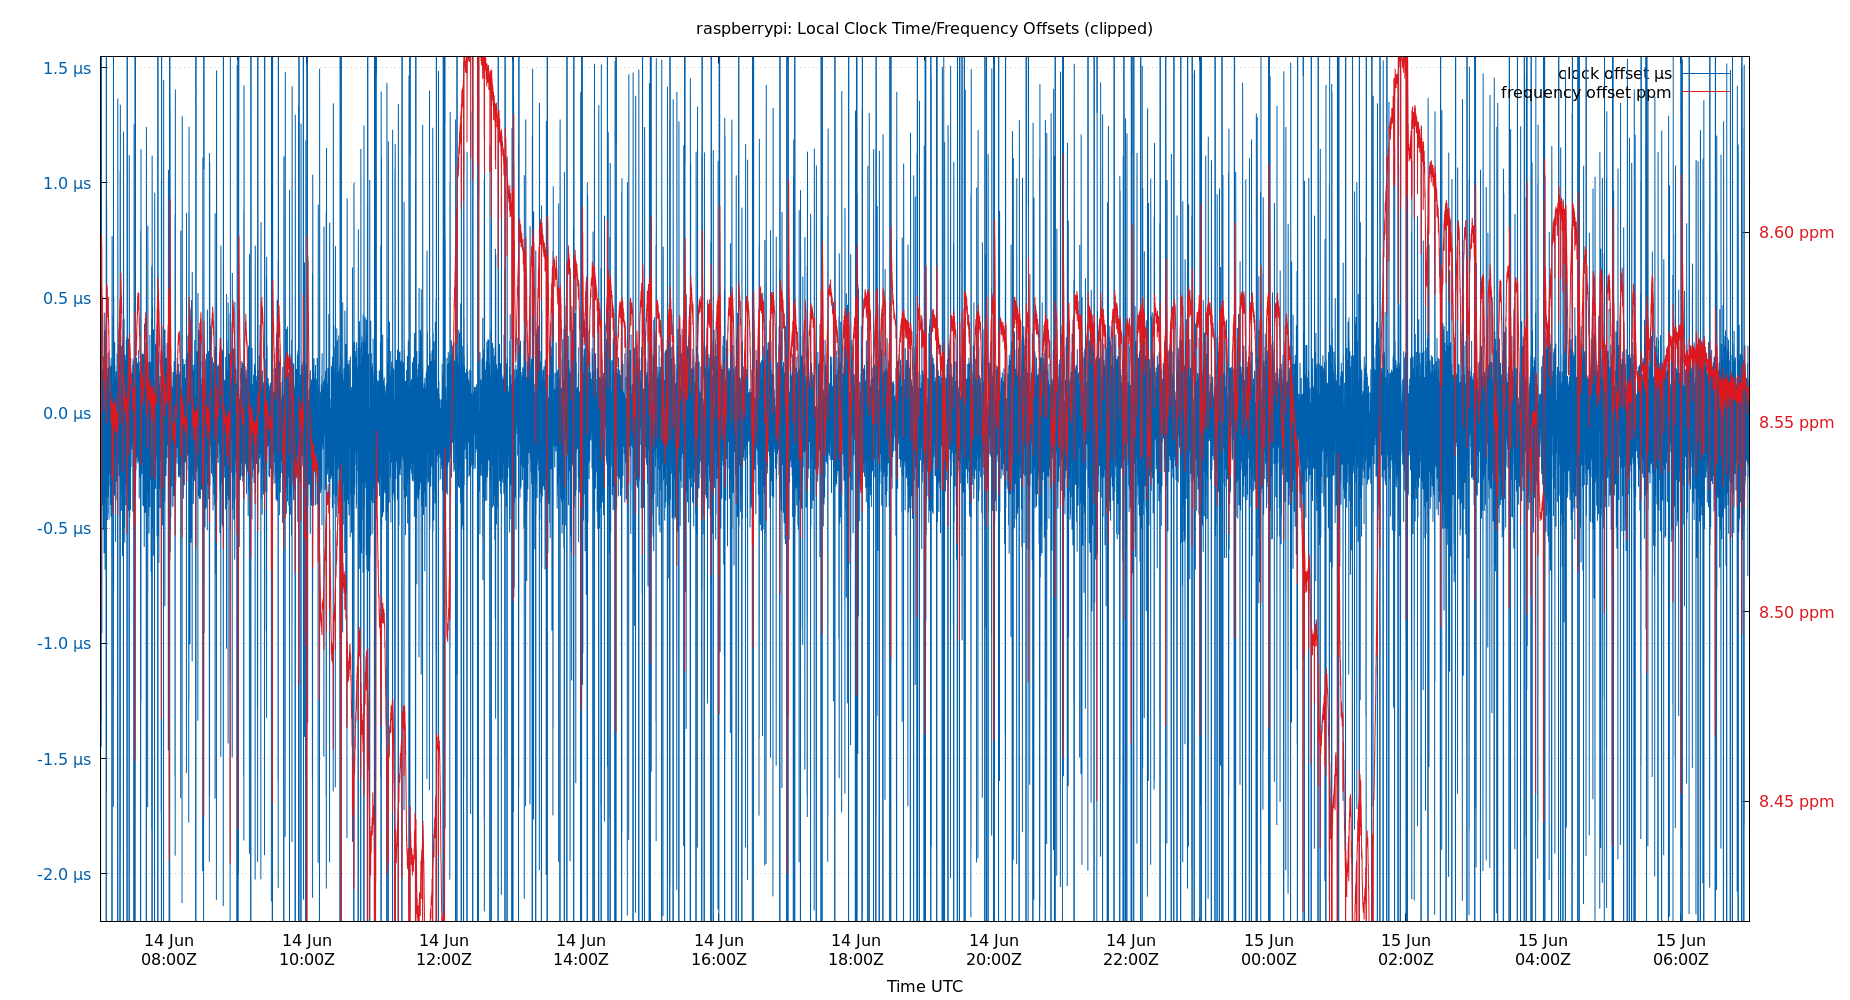 raspberrypi: Local Clock Time/Frequency Offsets (clipped)
clock offset µs
frequency offset ppm
1.5 µs
1.0 µs
0.5 µs
0.0 µs
-0.5 µs
-1.0 µs
-1.5 µs
-2.0 µs
8.60 ppm
8.55 ppm
8.50 ppm
8.45 ppm
14 Jun 14 Jun 14 Jun 14 Jun 14 Jun 14 Jun 14 Jun 14 Jun 15 Jun 15 Jun 15 Jun 15 Jun
08:00Z 10:00Z 12:00Z 14:00Z 16:00Z 18:00Z 20:00Z 22:00Z 00:00Z 02:00Z 04:00Z 06:00Z
Time UTC